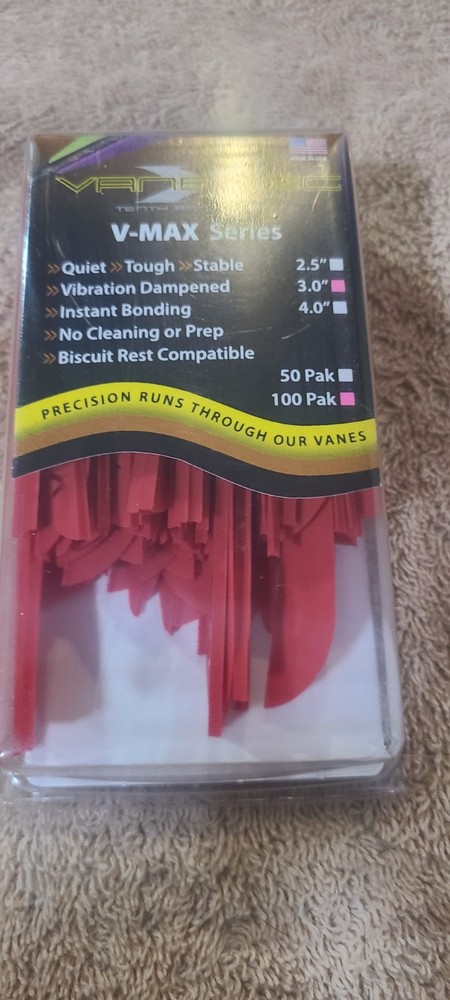 V-MAX Series
»Quiet »Tough »Stable 2.5"
»Vibration Dampened 3.0"
»Instant Bonding 4.0"
»No Cleaning or Prep
»Biscuit Rest Compatible
50 Pak
100 Pak
PRECISION RUNS THROUGH OUR VANES